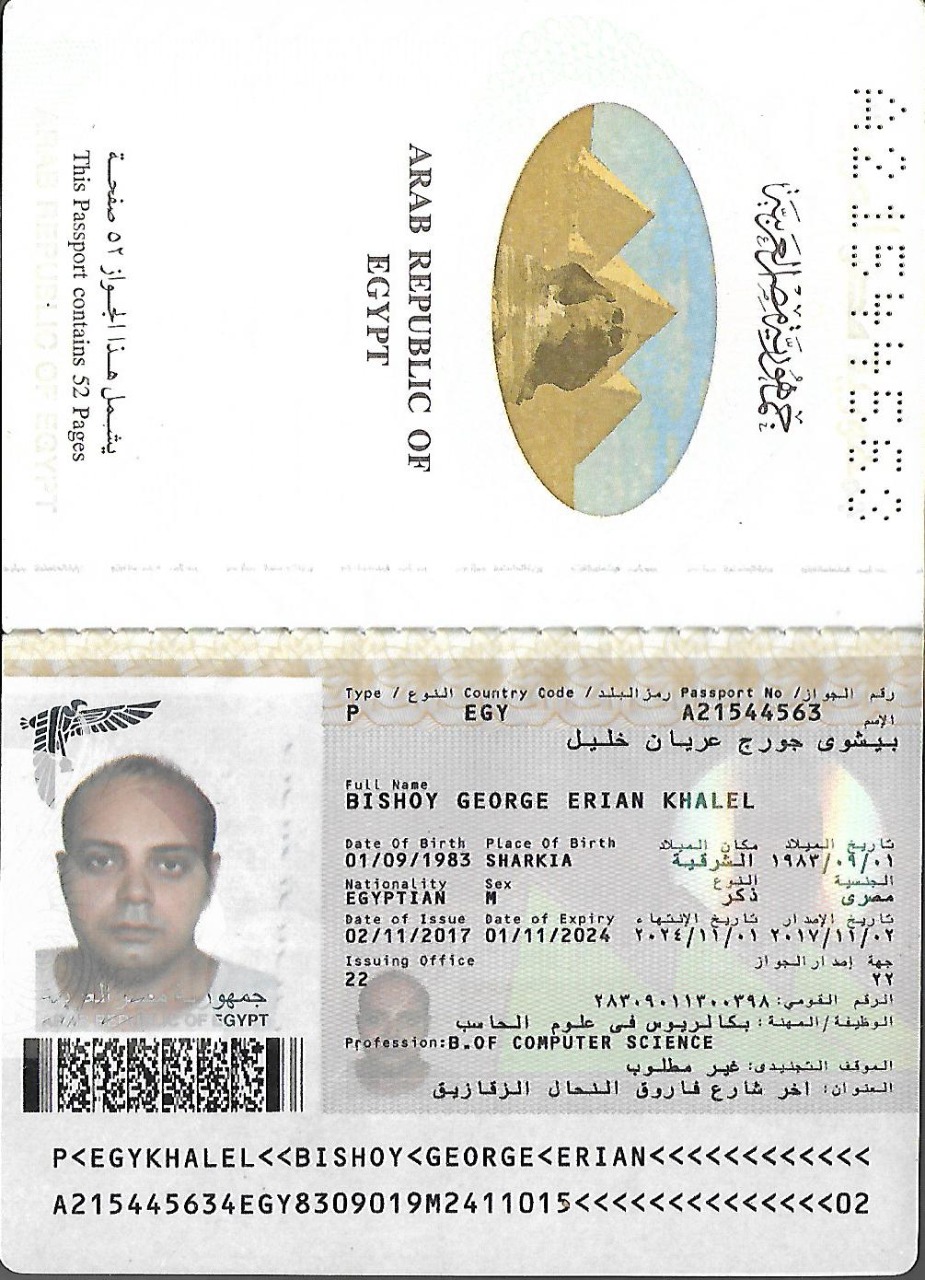 A21544563
جمهورية مصر العربية
ARAB REPUBLIC OF
EGYPT
يشمل هذا الجواز ٥٢ صفحة
This Passport contains 52 Pages
ARAB REPUBLIC OF EGYPT
Type / النوع Country Code / رمز البلد Passport No / رقم الجواز
P EGY A21544563
الإسم
بيشوى جورج عريان خليل
Full Name
BISHOY GEORGE ERIAN KHALEL
Date Of Birth Place Of Birth مكان الميلاد تاريخ الميلاد
01/09/1983 SHARKIA الشرقية ١٩٨٣/٠٩/٠١
Nationality Sex النوع الجنسية
EGYPTIAN M ذكر مصرى
Date of Issue Date of Expiry تاريخ الإنتهاء تاريخ الإصدار
02/11/2017 01/11/2024 ٢٠٢٤/١١/٠١ ٢٠١٧/١١/٠٢
Issuing Office جهة إصدار الجواز
22 ٢٢
الرقم القومى: ٢٨٣٠٩٠١١٣٠٠٣٩٨
الوظيفة/المهنة: بكالريوس فى علوم الحاسب
Profession:B.OF COMPUTER SCIENCE
الموقف التجنيدى: غير مطلوب
العنوان: اخر شارع فاروق النحال الزقازيق
جمهورية مصر العربية
ARAB REPUBLIC OF EGYPT
P<EGYKHALEL<<BISHOY<GEORGE<ERIAN<<<<<<<<<<<<
A215445634EGY8309019M2411015<<<<<<<<<<<<<<02